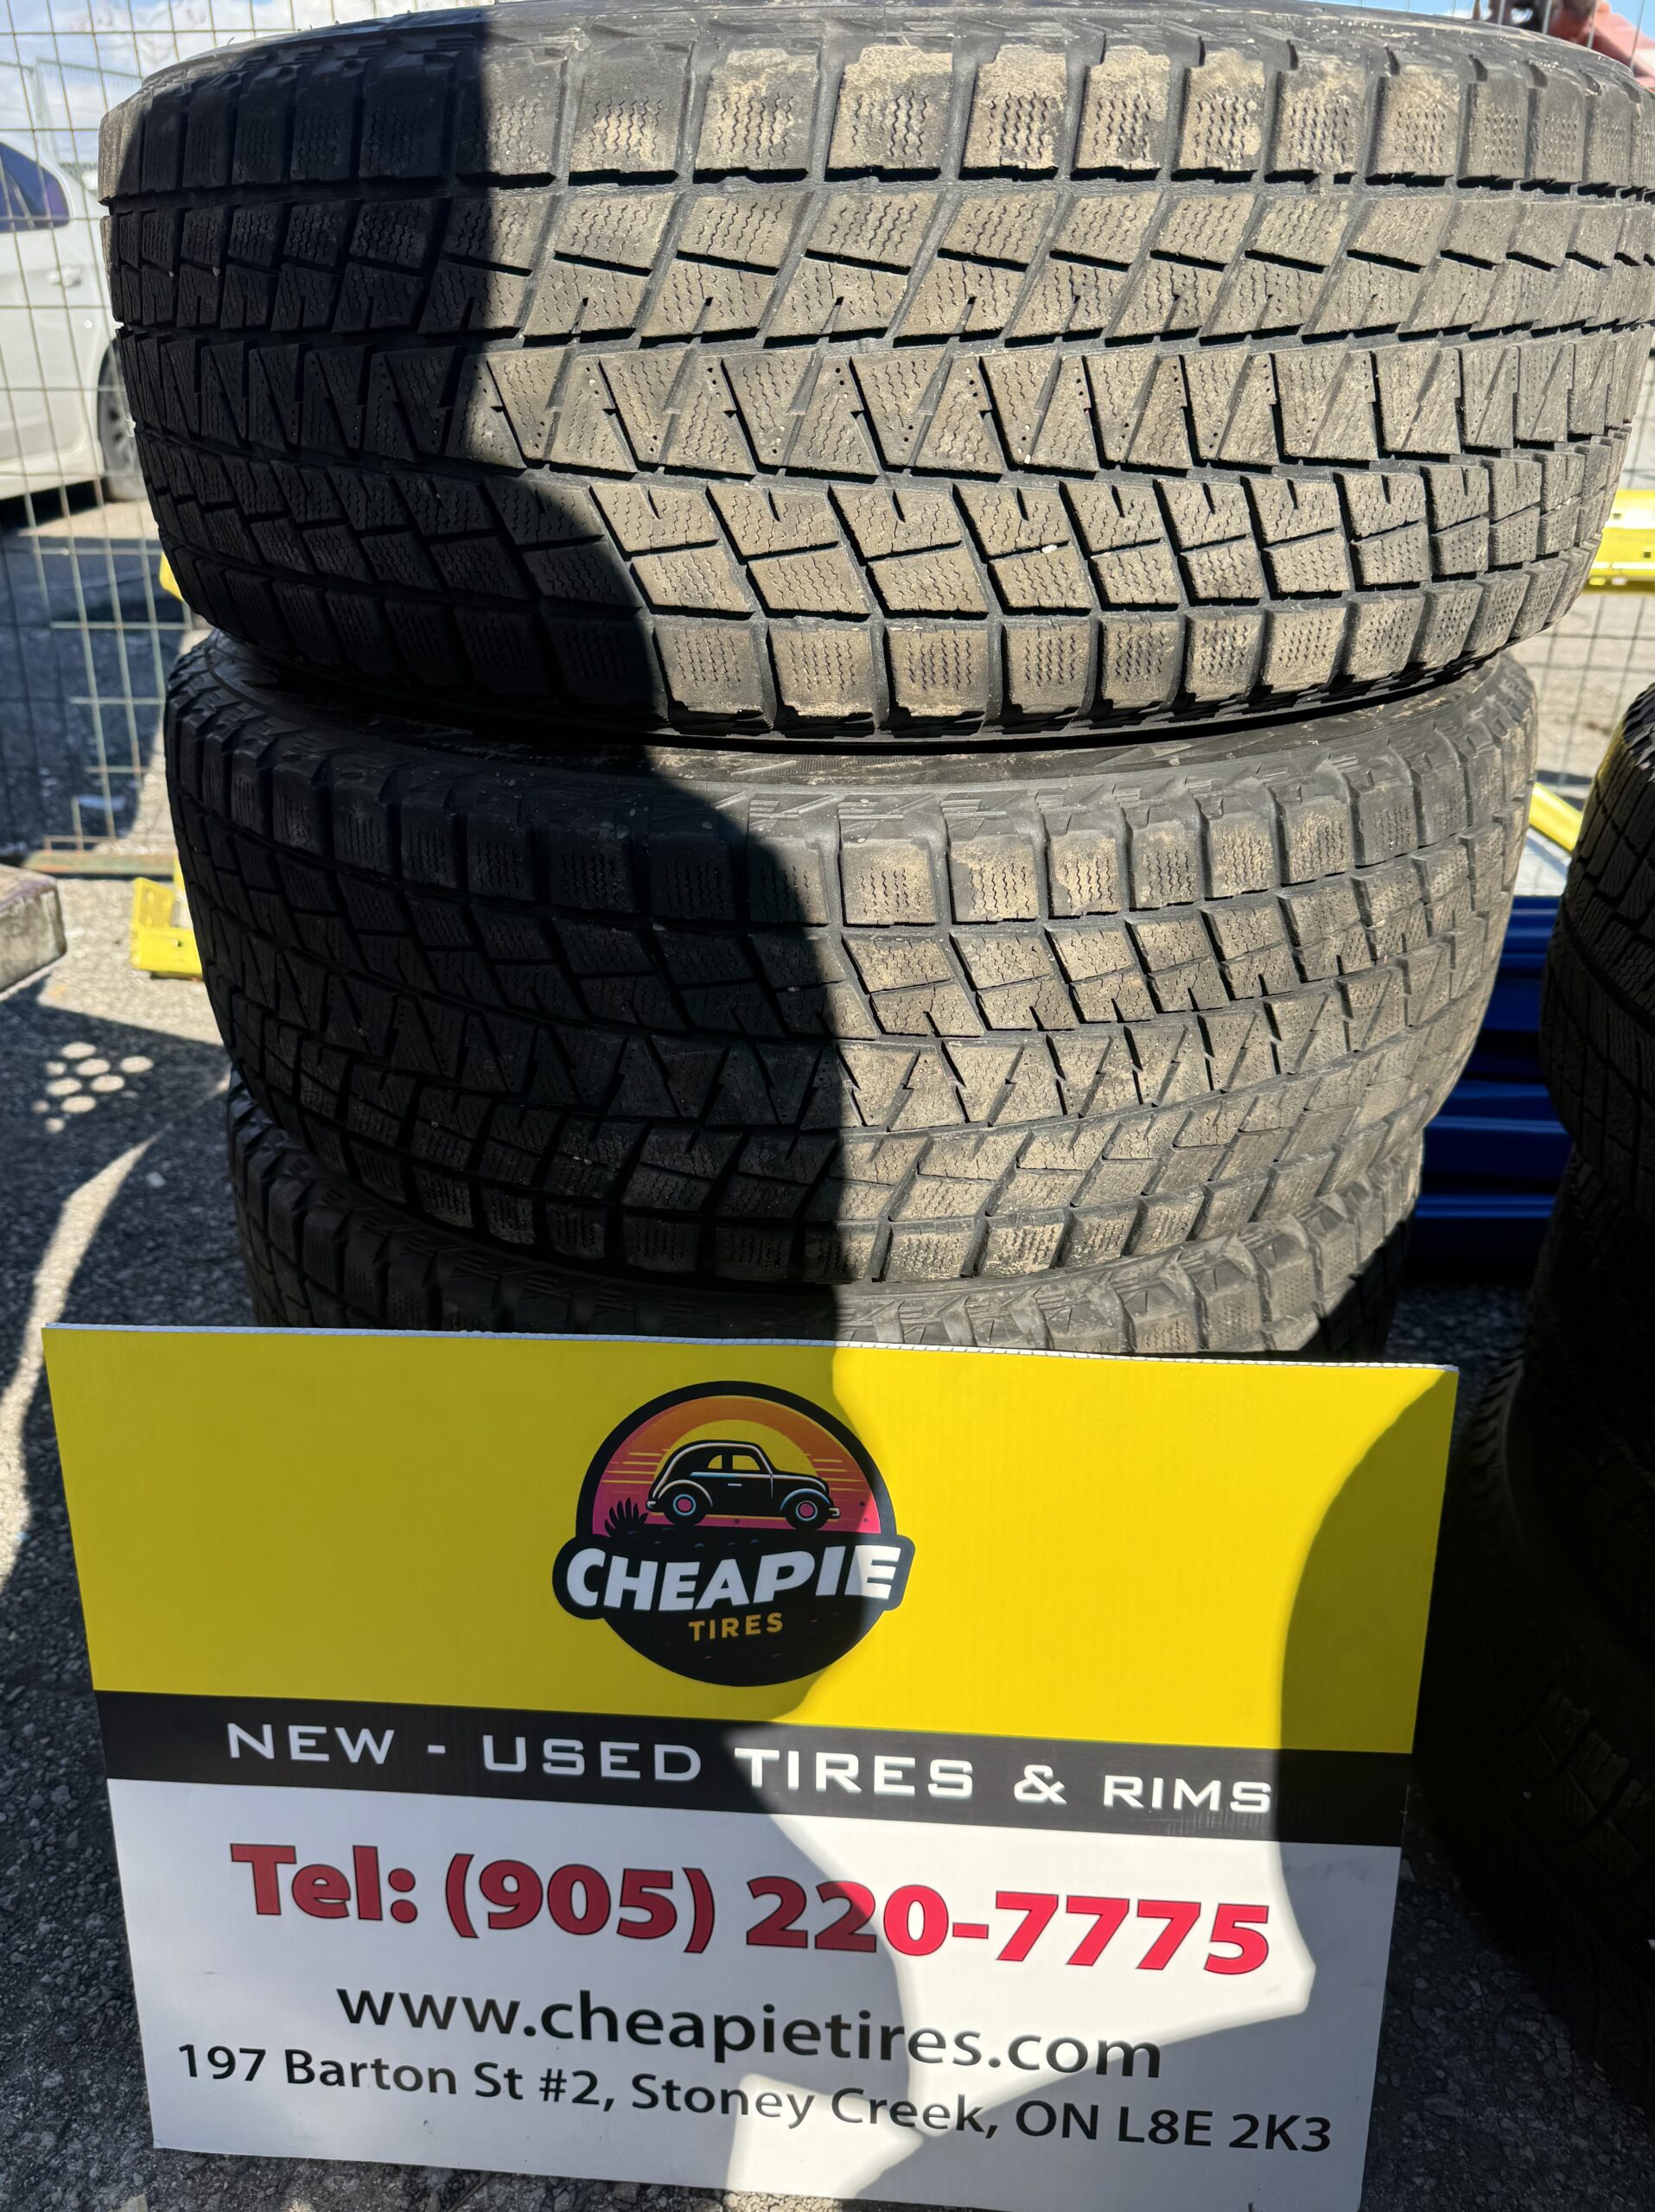 CHEAPIE
TIRES
NEW - USED TIRES & RIMS
Tel: (905) 220-7775
www.cheapietires.com
197 Barton St #2, Stoney Creek, ON L8E 2K3